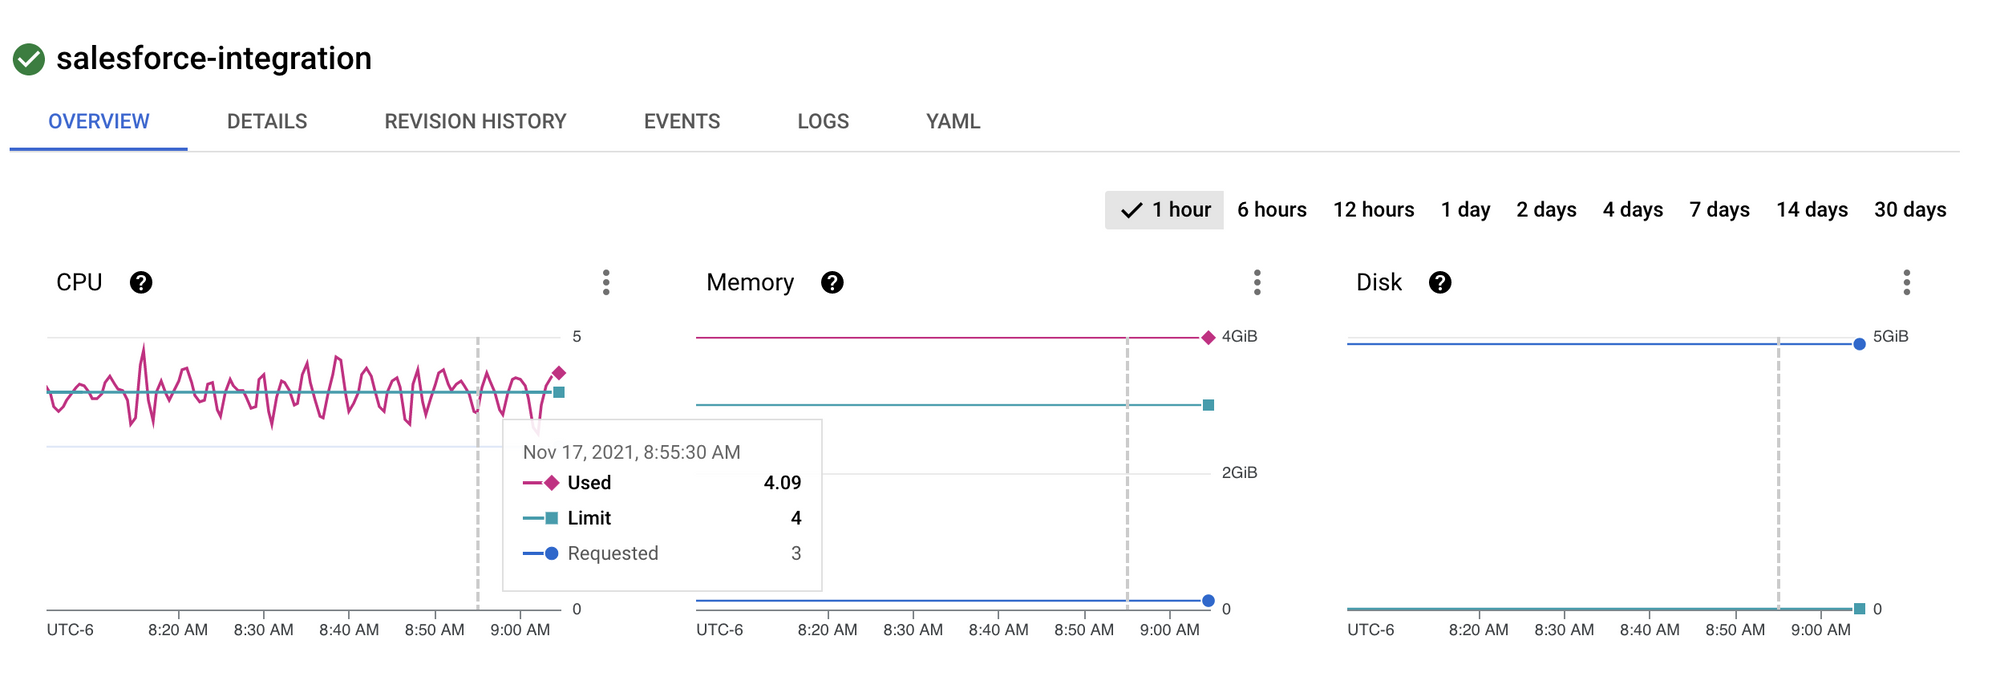 salesforce-integration
OVERVIEW DETAILS REVISION HISTORY EVENTS LOGS YAML
1 hour 6 hours 12 hours 1 day 2 days 4 days 7 days 14 days 30 days
CPU
5
Nov 17, 2021, 8:55:30 AM
Used 4.09
Limit 4
Requested 3
0
UTC-6 8:20 AM 8:30 AM 8:40 AM 8:50 AM 9:00 AM
Memory
4GiB
2GiB
0
UTC-6 8:20 AM 8:30 AM 8:40 AM 8:50 AM 9:00 AM
Disk
5GiB
0
UTC-6 8:20 AM 8:30 AM 8:40 AM 8:50 AM 9:00 AM